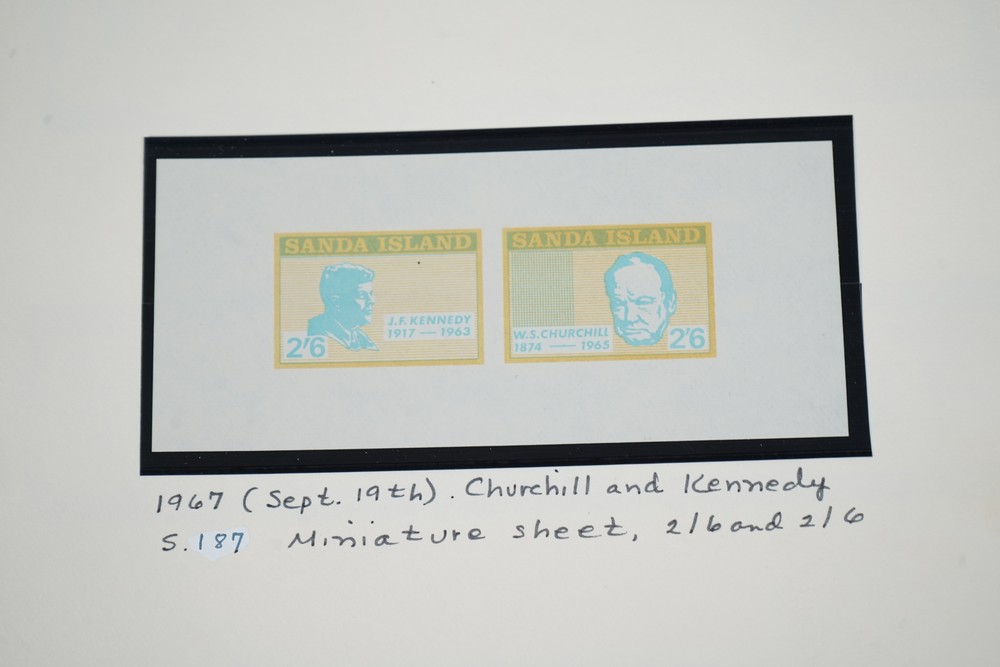 SANDA ISLAND
J.F. KENNEDY
1917 — 1963
2'6
SANDA ISLAND
W.S.CHURCHILL
1874 — 1965
2'6
1967 (Sept. 19th). Churchill and Kennedy
S.187 Miniature sheet, 2/6 and 2/6